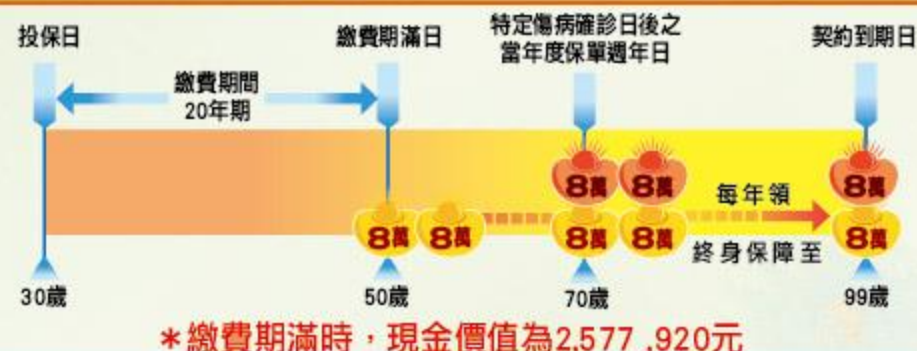 投保日
繳費期滿日
特定傷病確診日後之
當年度保單週年日
契約到期日
繳費期間
20年期
8萬
8萬
8萬
每年領
8萬
8萬
8萬
8萬
8萬
終身保障至
8萬
30歲
50歲
70歲
99歲
＊繳費期滿時，現金價值為2,577 ,920元